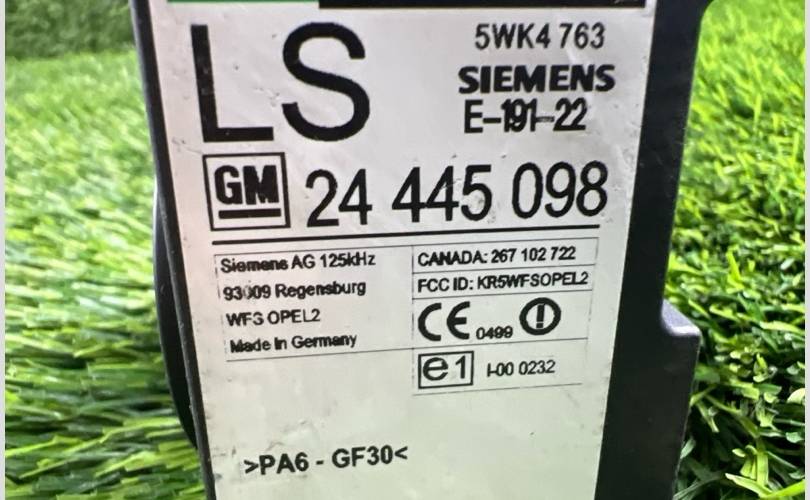 LS
5WK4 763
SIEMENS
E-191-22
GM 24 445 098
Siemens AG 125kHz
93009 Regensburg
WFS OPEL2
Made in Germany
CANADA: 267 102 722
FCC ID: KR5WFSOPEL2
CE 0499
e1 I-00 0232
>PA6 - GF30<